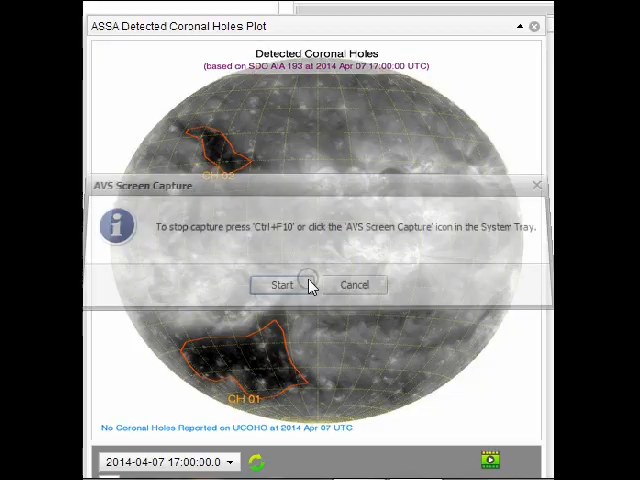 ASSA Detected Coronal Holes Plot
Detected Coronal Holes
(based on SDO AIA 193 at 2014 Apr 07 17:00:00 UTC)
CH 02
AVS Screen Capture
To stop capture press 'Ctrl+F10' or click the 'AVS Screen Capture' icon in the System Tray.
Start
Cancel
CH 01
No Coronal Holes Reported on UCOHO at 2014 Apr 07 UTC
2014-04-07 17:00:00.0